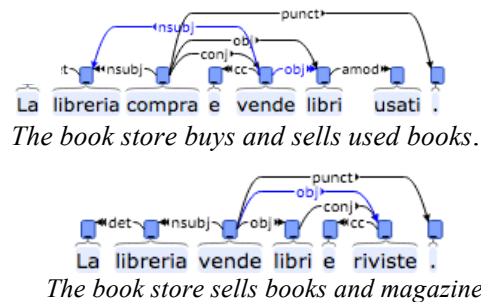 punct
nsubj
obj
conj
:t nsubj cc obj amod
La libreria compra e vende libri usati .
The book store buys and sells used books.
punct
obj
conj
det nsubj obj cc
La libreria vende libri e riviste .
The book store sells books and magazine